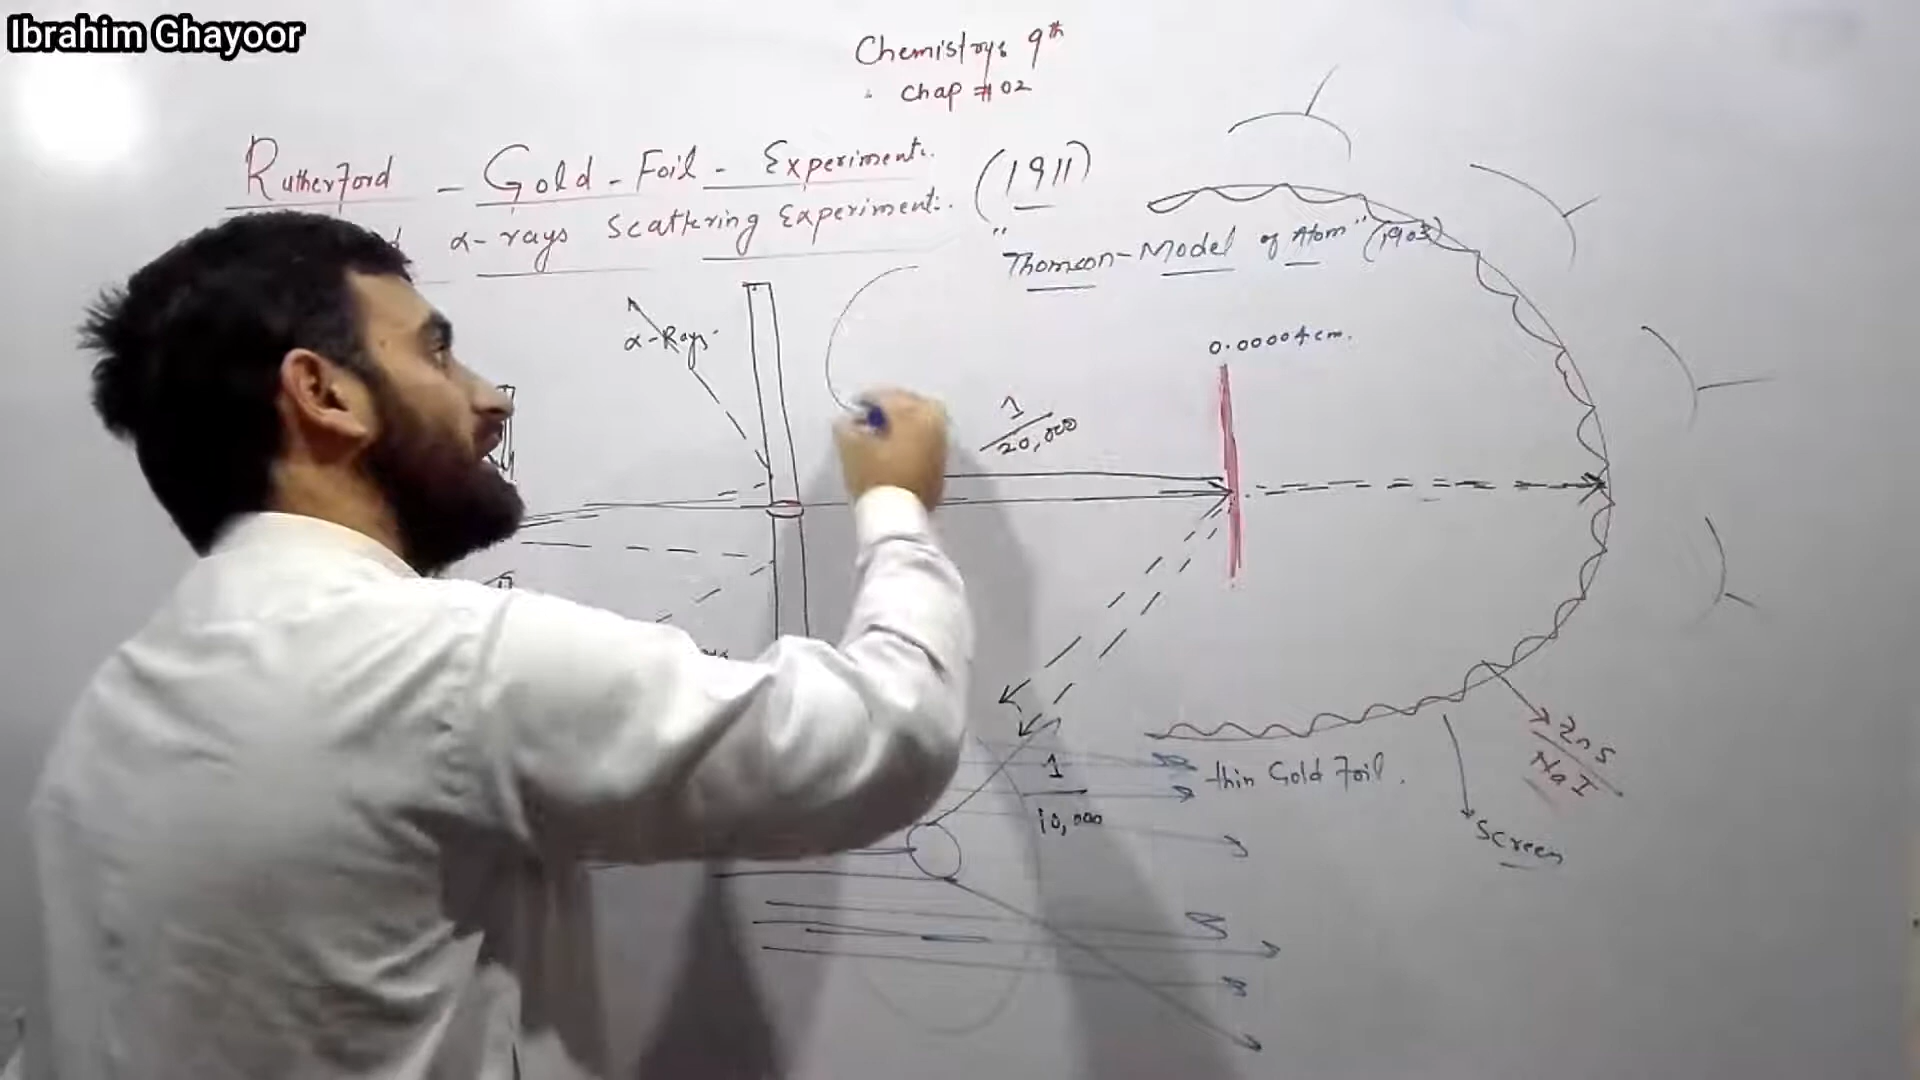 Ibrahim Ghayoor
Chemistry: 9th
Chap # 02
Rutherford - Gold - Foil - Experiment:
α-rays Scattering Experiment:
(1911)
"Thomson-Model of Atom" (1903)
α-Rays
0.00004 cm.
1
20,000
1
10,000
thin Gold Foil.
ZnS
NaI
Screen